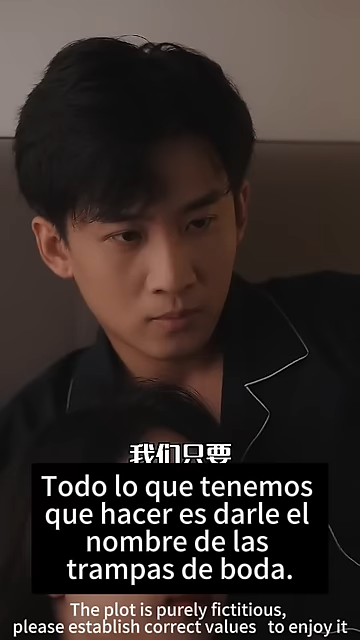 我们只要
Todo lo que tenemos
que hacer es darle el
nombre de las
trampas de boda.
The plot is purely fictitious,
please establish correct values to enjoy it